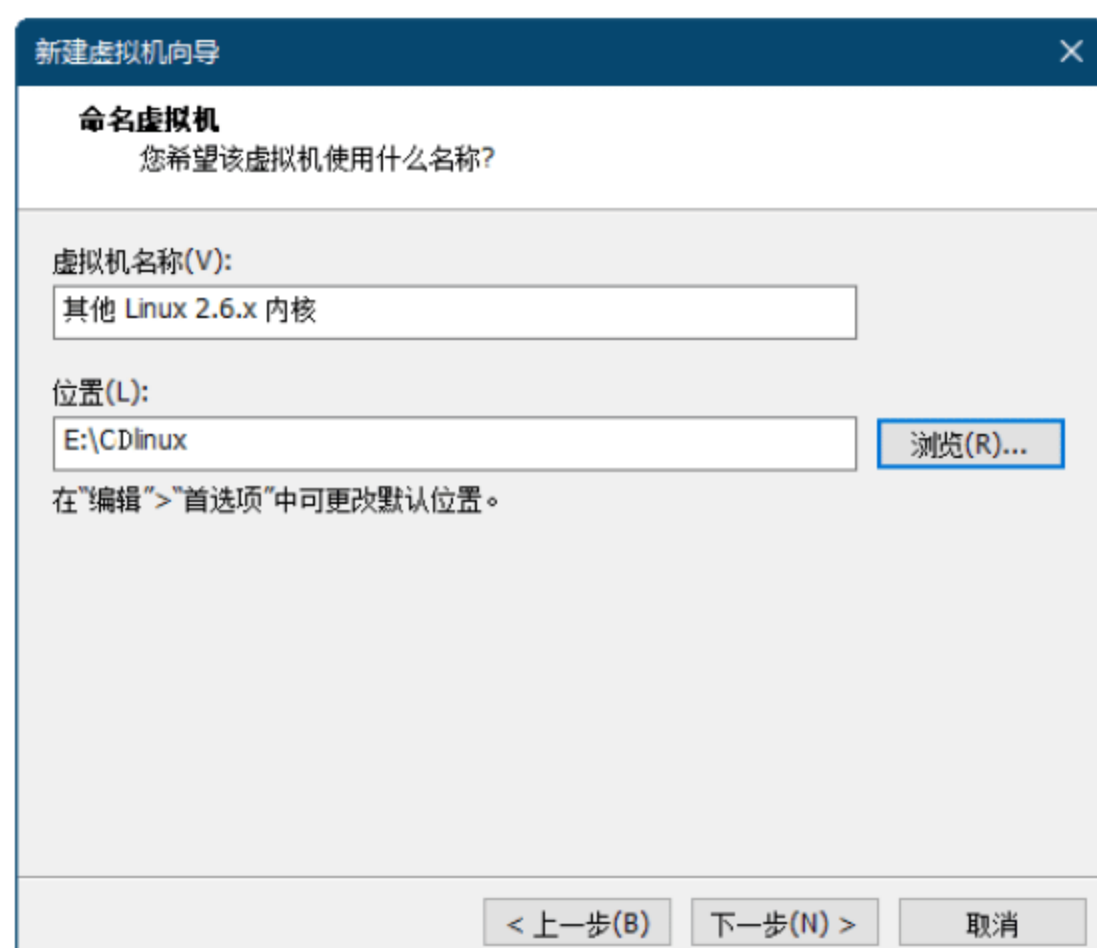 新建虚拟机向导
命名虚拟机
您希望该虚拟机使用什么名称?
虚拟机名称(V):
其他 Linux 2.6.x 内核
位置(L):
E:\CDlinux
浏览(R)...
在"编辑">"首选项"中可更改默认位置。
< 上一步(B) 下一步(N) > 取消